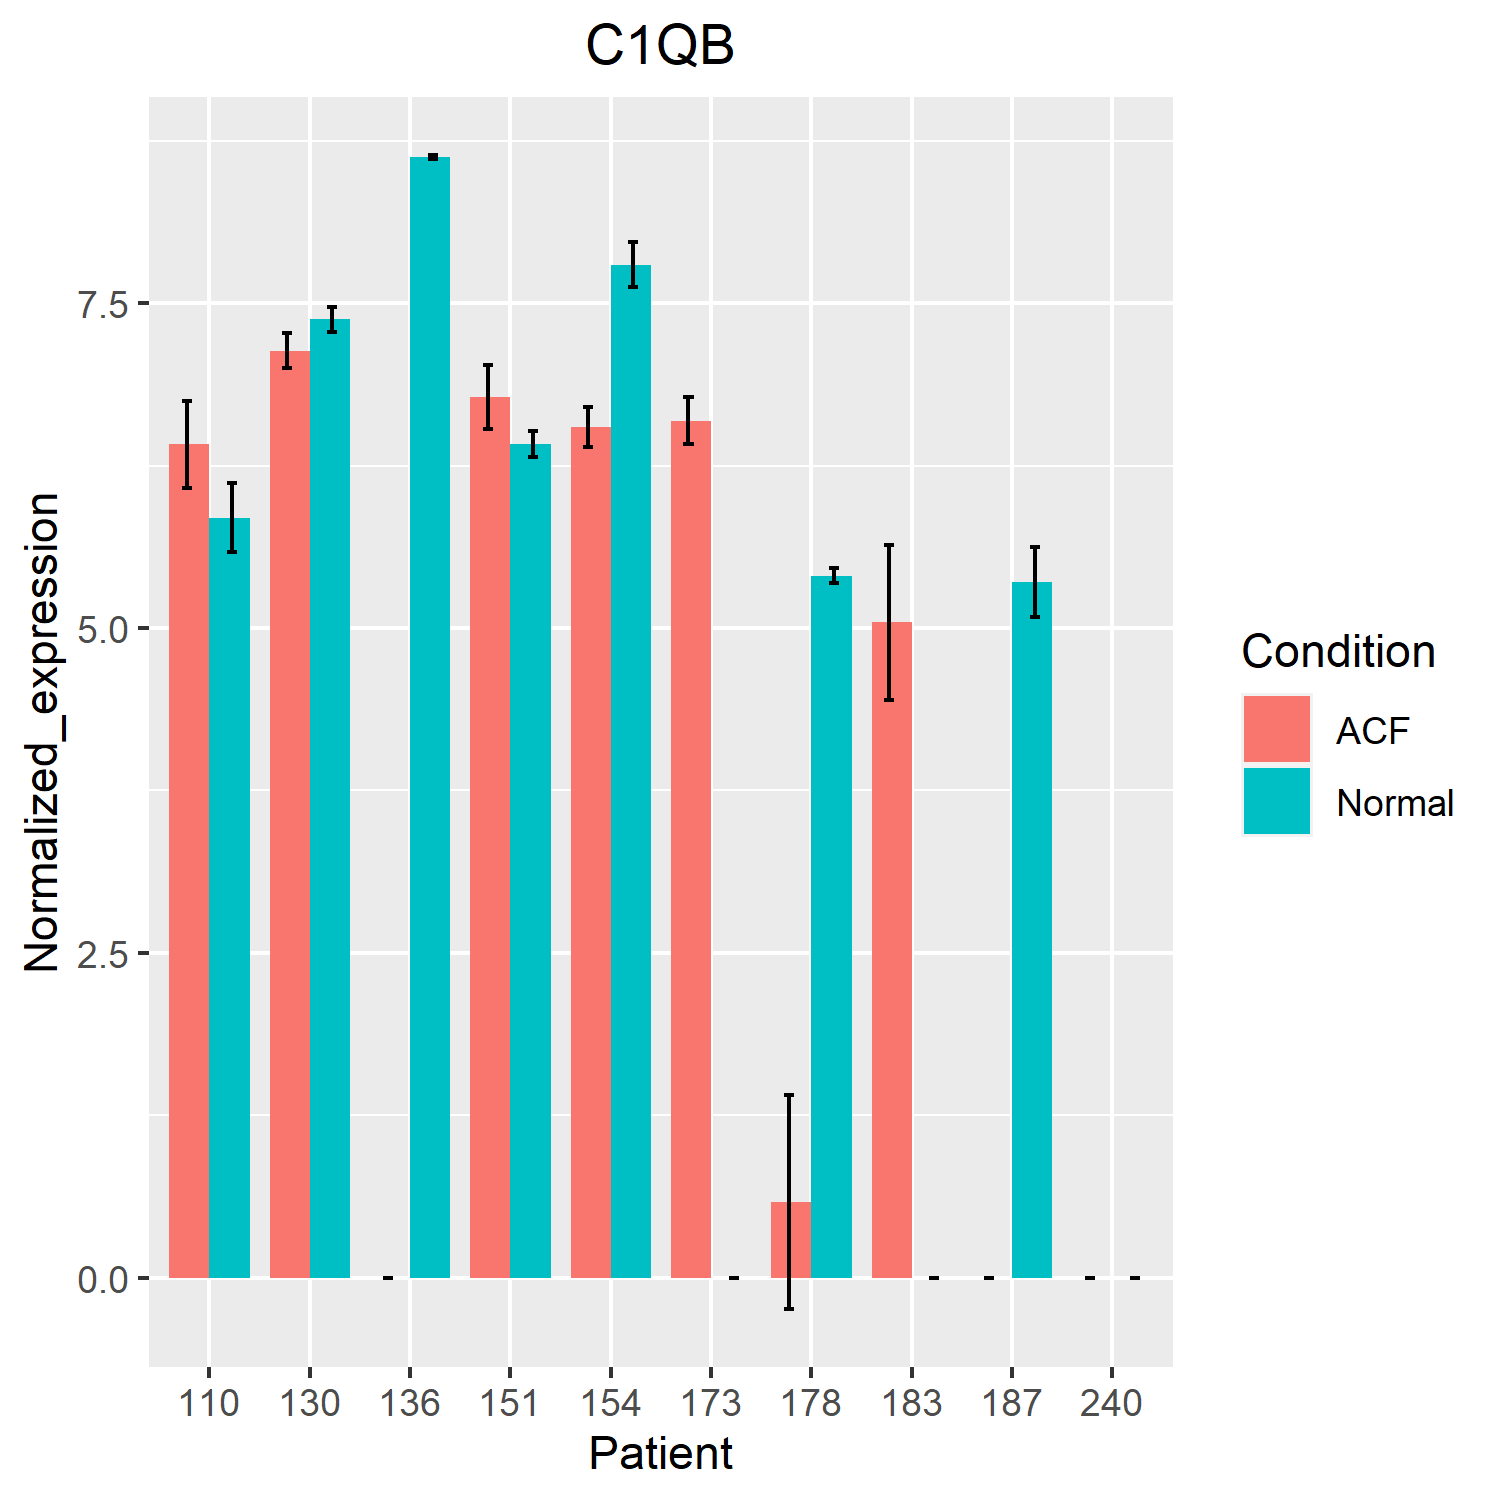 C1QB
Normalized_expression
7.5
5.0
2.5
0.0
110 130 136 151 154 173 178 183 187 240
Patient
Condition
ACF
Normal